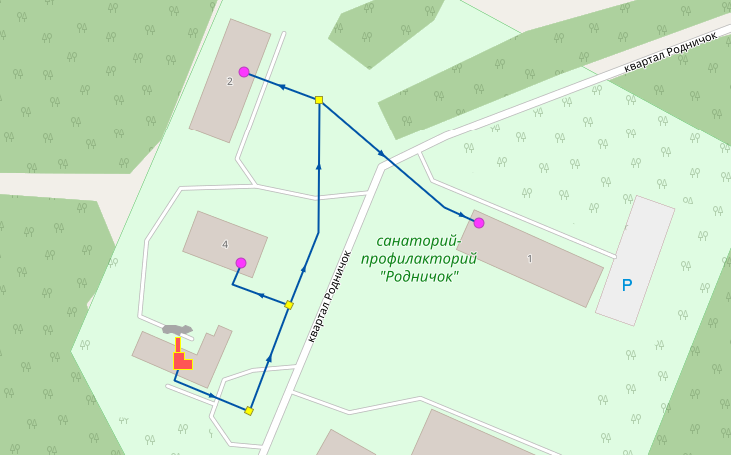 квартал Родничок
2
4
санаторий-
профилакторий
"Родничок"
1
P
квартал Родничок